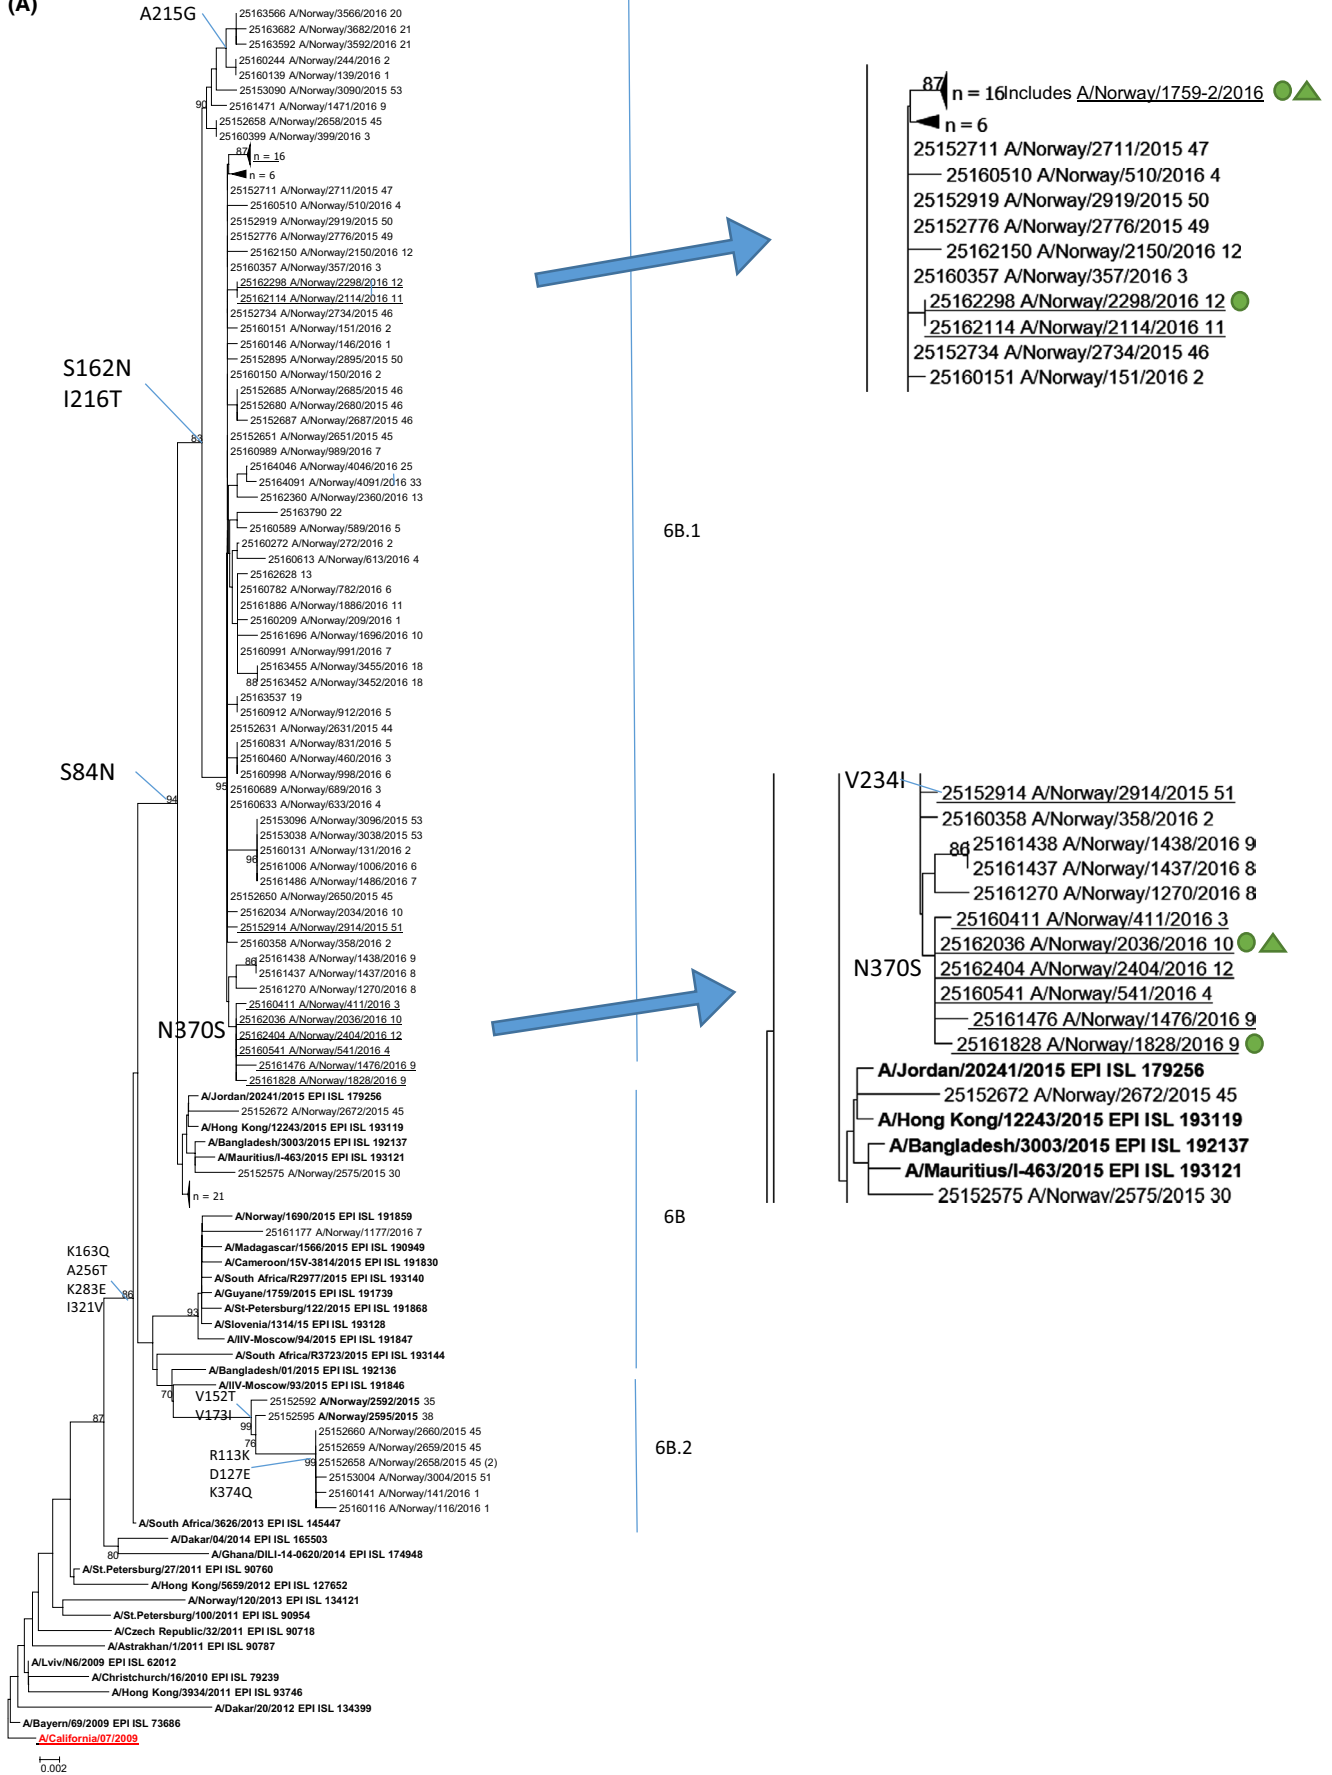 (A)
A215G
25163566 A/Norway/3566/2016 20
25163682 A/Norway/3682/2016 21
25163592 A/Norway/3592/2016 21
25160244 A/Norway/244/2016 2
25160139 A/Norway/139/2016 1
25153090 A/Norway/3090/2015 53
90
25161471 A/Norway/1471/2016 9
25152658 A/Norway/2658/2015 45
25160399 A/Norway/399/2016 3
87
n = 16
n = 6
25152711 A/Norway/2711/2015 47
25160510 A/Norway/510/2016 4
25152919 A/Norway/2919/2015 50
25152776 A/Norway/2776/2015 49
25162150 A/Norway/2150/2016 12
25160357 A/Norway/357/2016 3
25162298 A/Norway/2298/2016 12
25162114 A/Norway/2114/2016 11
25152734 A/Norway/2734/2015 46
25160151 A/Norway/151/2016 2
25160146 A/Norway/146/2016 1
25152895 A/Norway/2895/2015 50
S162N
I216T
25160150 A/Norway/150/2016 2
25152685 A/Norway/2685/2015 46
25152680 A/Norway/2680/2015 46
25152687 A/Norway/2687/2015 46
83
25152651 A/Norway/2651/2015 45
25160989 A/Norway/989/2016 7
25164046 A/Norway/4046/2016 25
25164091 A/Norway/4091/2016 33
25162360 A/Norway/2360/2016 13
25163790 22
25160589 A/Norway/589/2016 5
25160272 A/Norway/272/2016 2
25160613 A/Norway/613/2016 4
25162628 13
25160782 A/Norway/782/2016 6
25161886 A/Norway/1886/2016 11
25160209 A/Norway/209/2016 1
25161696 A/Norway/1696/2016 10
25160991 A/Norway/991/2016 7
25163455 A/Norway/3455/2016 18
88
25163452 A/Norway/3452/2016 18
25163537 19
25160912 A/Norway/912/2016 5
25152631 A/Norway/2631/2015 44
25160831 A/Norway/831/2016 5
25160460 A/Norway/460/2016 3
S84N
25160998 A/Norway/998/2016 6
95
25160689 A/Norway/689/2016 3
94
25160633 A/Norway/633/2016 4
25153096 A/Norway/3096/2015 53
25153038 A/Norway/3038/2015 53
25160131 A/Norway/131/2016 2
96
25161006 A/Norway/1006/2016 6
25161486 A/Norway/1486/2016 7
25152650 A/Norway/2650/2015 45
25162034 A/Norway/2034/2016 10
25152914 A/Norway/2914/2015 51
25160358 A/Norway/358/2016 2
86
25161438 A/Norway/1438/2016 9
25161437 A/Norway/1437/2016 8
25161270 A/Norway/1270/2016 8
25160411 A/Norway/411/2016 3
25162036 A/Norway/2036/2016 10
N370S
25162404 A/Norway/2404/2016 12
25160541 A/Norway/541/2016 4
25161476 A/Norway/1476/2016 9
25161828 A/Norway/1828/2016 9
A/Jordan/20241/2015 EPI ISL 179256
25152672 A/Norway/2672/2015 45
A/Hong Kong/12243/2015 EPI ISL 193119
A/Bangladesh/3003/2015 EPI ISL 192137
A/Mauritius/I-463/2015 EPI ISL 193121
25152575 A/Norway/2575/2015 30
n = 21
A/Norway/1690/2015 EPI ISL 191859
25161177 A/Norway/1177/2016 7
A/Madagascar/1566/2015 EPI ISL 190949
A/Cameroon/15V-3814/2015 EPI ISL 191830
A/South Africa/R2977/2015 EPI ISL 193140
K163Q
A256T
K283E
I321V
86
A/Guyane/1759/2015 EPI ISL 191739
93
A/St-Petersburg/122/2015 EPI ISL 191868
A/Slovenia/1314/15 EPI ISL 193128
A/IIV-Moscow/94/2015 EPI ISL 191847
A/South Africa/R3723/2015 EPI ISL 193144
A/Bangladesh/01/2015 EPI ISL 192136
A/IIV-Moscow/93/2015 EPI ISL 191846
70
V152T
V173I
25152592 A/Norway/2592/2015 35
25152595 A/Norway/2595/2015 38
87
99
76
25152660 A/Norway/2660/2015 45
25152659 A/Norway/2659/2015 45
R113K
D127E
K374Q
99
25152658 A/Norway/2658/2015 45 (2)
25153004 A/Norway/3004/2015 51
25160141 A/Norway/141/2016 1
25160116 A/Norway/116/2016 1
A/South Africa/3626/2013 EPI ISL 145447
A/Dakar/04/2014 EPI ISL 165503
80
A/Ghana/DILI-14-0620/2014 EPI ISL 174948
A/St.Petersburg/27/2011 EPI ISL 90760
A/Hong Kong/5659/2012 EPI ISL 127652
A/Norway/120/2013 EPI ISL 134121
A/St.Petersburg/100/2011 EPI ISL 90954
A/Czech Republic/32/2011 EPI ISL 90718
A/Astrakhan/1/2011 EPI ISL 90787
A/Lviv/N6/2009 EPI ISL 62012
A/Christchurch/16/2010 EPI ISL 79239
A/Hong Kong/3934/2011 EPI ISL 93746
A/Dakar/20/2012 EPI ISL 134399
A/Bayern/69/2009 EPI ISL 73686
A/California/07/2009
0.002
6B.1
6B
6B.2
87
n = 16 Includes A/Norway/1759-2/2016
n = 6
25152711 A/Norway/2711/2015 47
25160510 A/Norway/510/2016 4
25152919 A/Norway/2919/2015 50
25152776 A/Norway/2776/2015 49
25162150 A/Norway/2150/2016 12
25160357 A/Norway/357/2016 3
25162298 A/Norway/2298/2016 12
25162114 A/Norway/2114/2016 11
25152734 A/Norway/2734/2015 46
25160151 A/Norway/151/2016 2
V234I
25152914 A/Norway/2914/2015 51
25160358 A/Norway/358/2016 2
86
25161438 A/Norway/1438/2016 9
25161437 A/Norway/1437/2016 8
25161270 A/Norway/1270/2016 8
25160411 A/Norway/411/2016 3
25162036 A/Norway/2036/2016 10
N370S
25162404 A/Norway/2404/2016 12
25160541 A/Norway/541/2016 4
25161476 A/Norway/1476/2016 9
25161828 A/Norway/1828/2016 9
A/Jordan/20241/2015 EPI ISL 179256
25152672 A/Norway/2672/2015 45
A/Hong Kong/12243/2015 EPI ISL 193119
A/Bangladesh/3003/2015 EPI ISL 192137
A/Mauritius/I-463/2015 EPI ISL 193121
25152575 A/Norway/2575/2015 30